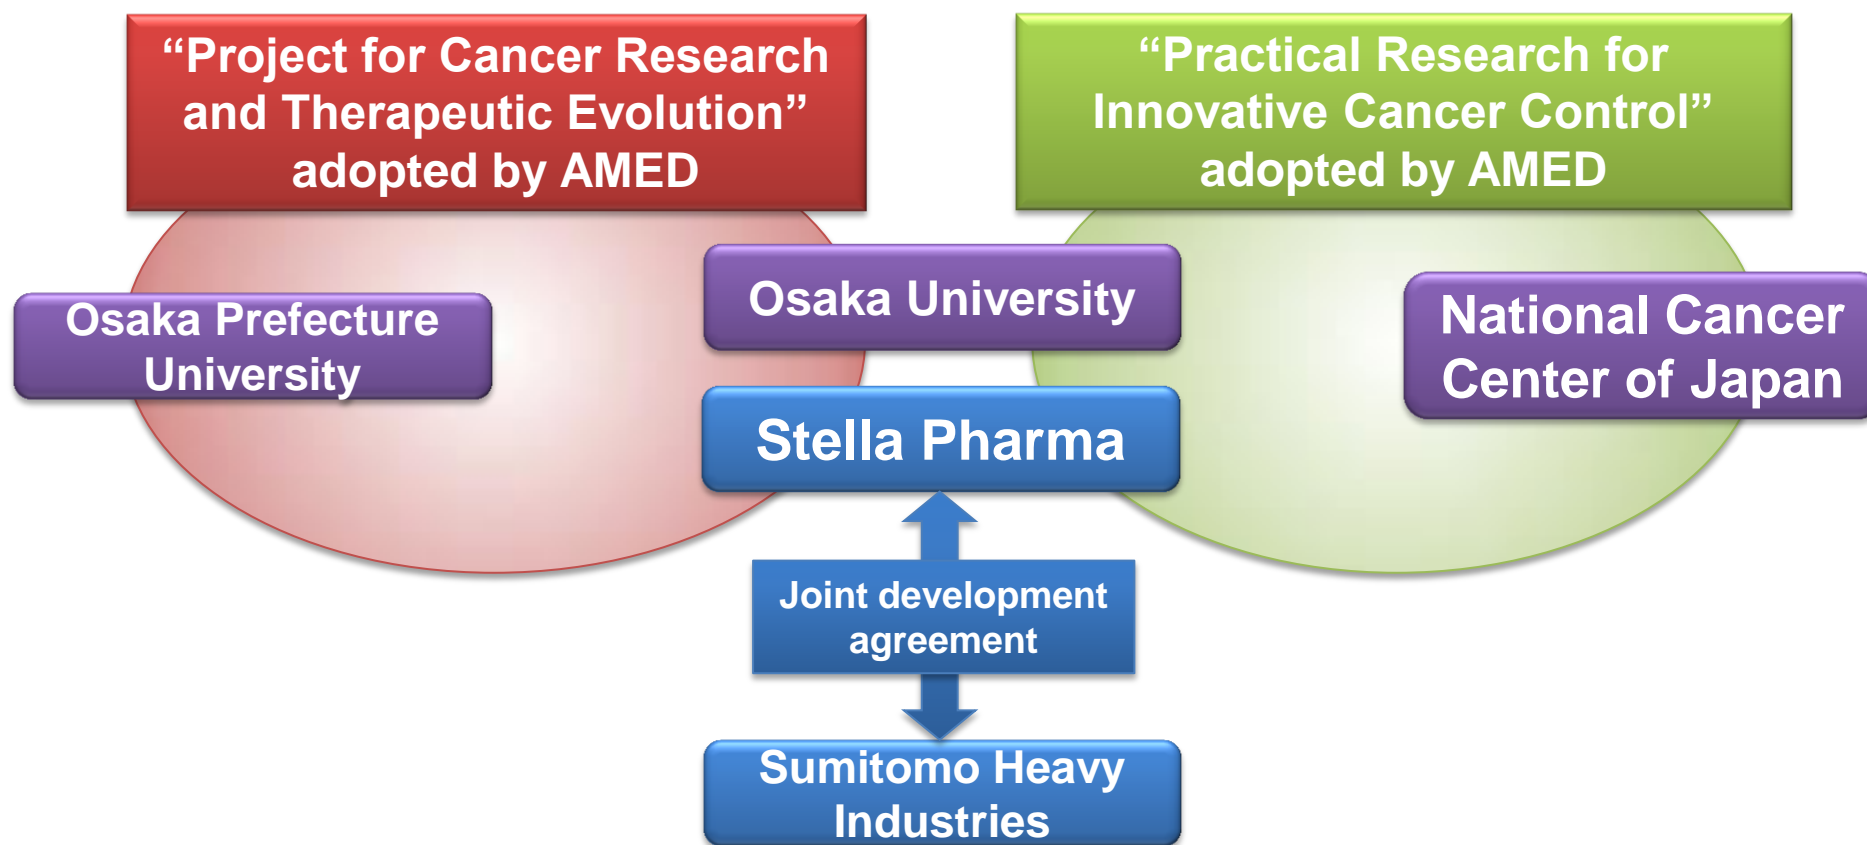 “Project for Cancer Research
and Therapeutic Evolution”
adopted by AMED
“Practical Research for
Innovative Cancer Control”
adopted by AMED
Osaka Prefecture
University
Osaka University
National Cancer
Center of Japan
Stella Pharma
Joint development
agreement
Sumitomo Heavy
Industries